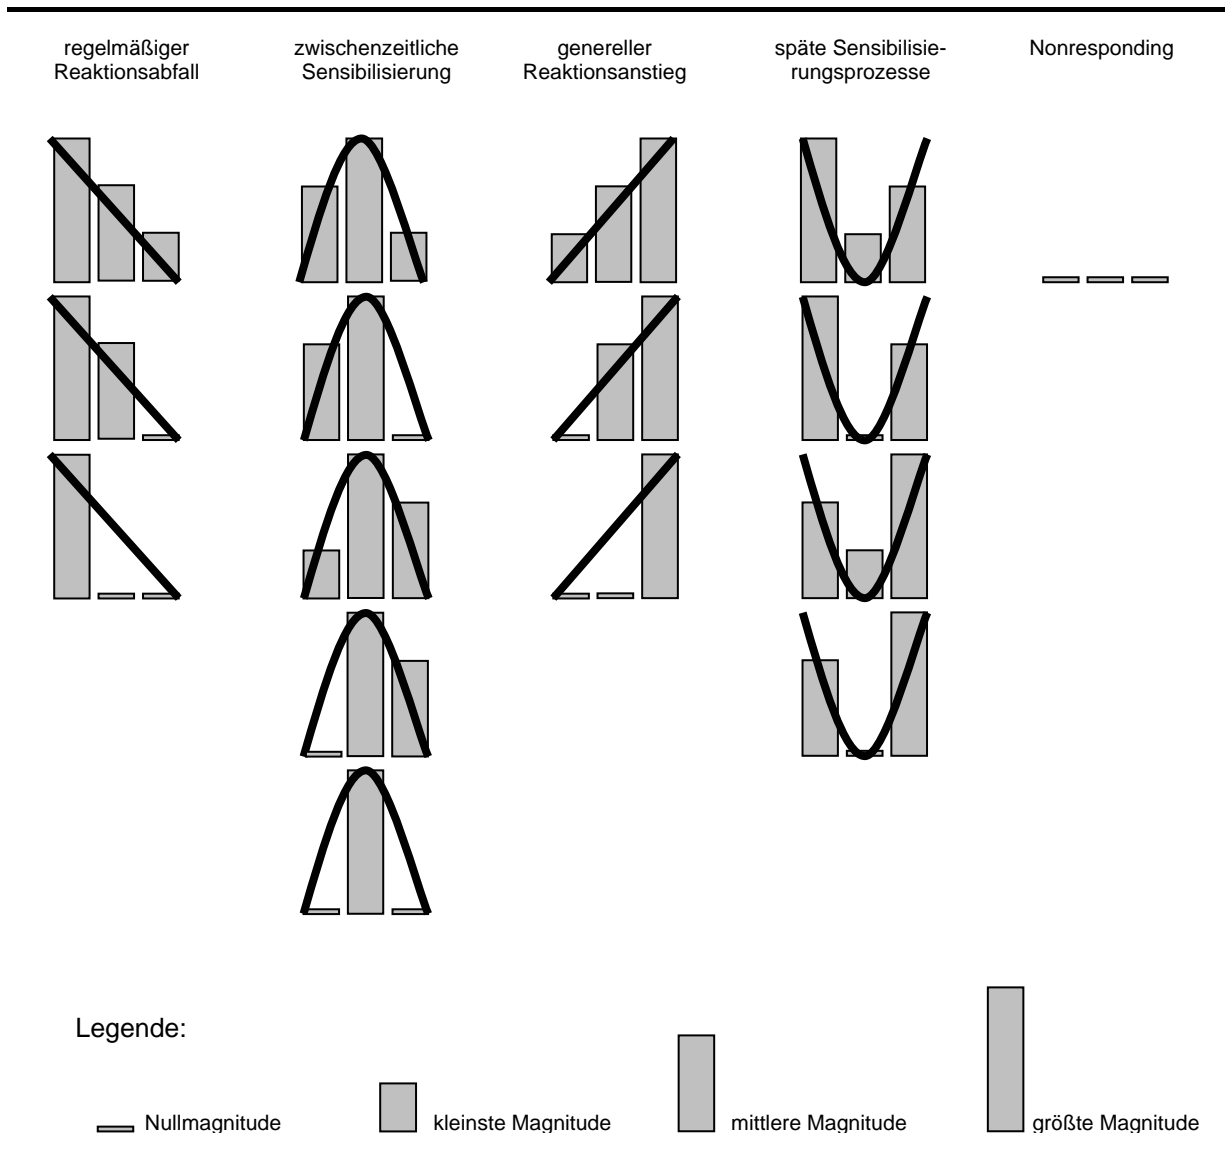 regelmäßiger
Reaktionsabfall
zwischenzeitliche
Sensibilisierung
genereller
Reaktionsanstieg
späte Sensibilisie-
rungsprozesse
Nonresponding
Legende:
Nullmagnitude
kleinste Magnitude
mittlere Magnitude
größte Magnitude